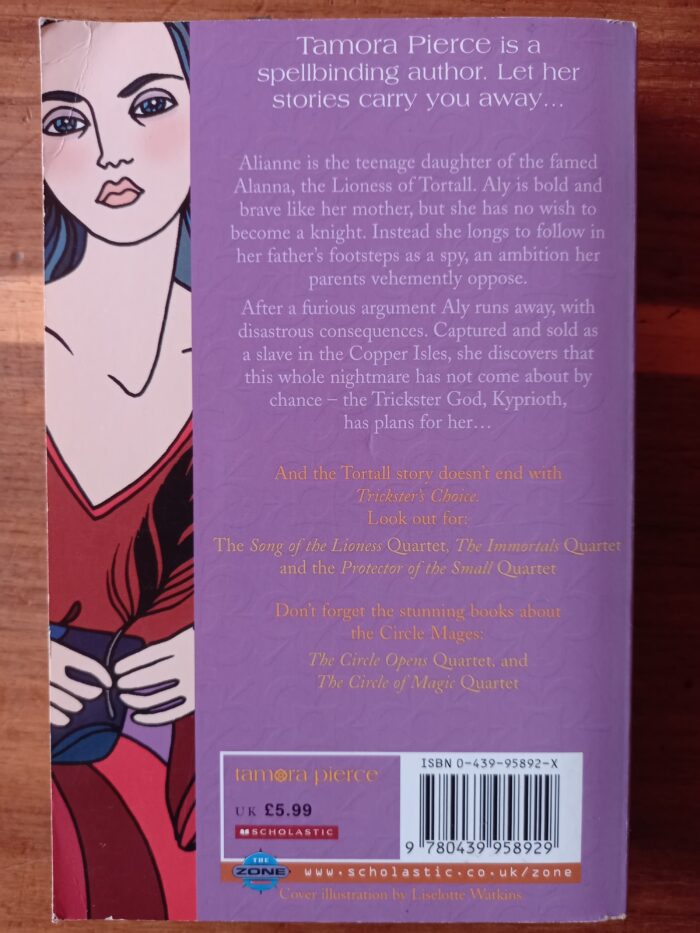 Tamora Pierce is a
spellbinding author. Let her
stories carry you away...
Alianne is the teenage daughter of the famed
Alanna, the Lioness of Tortall. Aly is bold and
brave like her mother, but she has no wish to
become a knight. Instead she longs to follow in
her father's footsteps as a spy, an ambition her
parents vehemently oppose.
After a furious argument Aly runs away, with
disastrous consequences. Captured and sold as
a slave in the Copper Isles, she discovers that
this whole nightmare has not come about by
chance – the Trickster God, Kyprioth,
has plans for her...
And the Tortall story doesn't end with
Trickster's Choice.
Look out for:
The Song of the Lioness Quartet, The Immortals Quartet
and the Protector of the Small Quartet
Don't forget the stunning books about
the Circle Mages:
The Circle Opens Quartet, and
The Circle of Magic Quartet
tamora pierce
UK £5.99
SCHOLASTIC
ISBN 0-439-95892-X
9 780439 958929
THE
ZONE
www.scholastic.co.uk/zone
Cover illustration by Liselotte Watkins